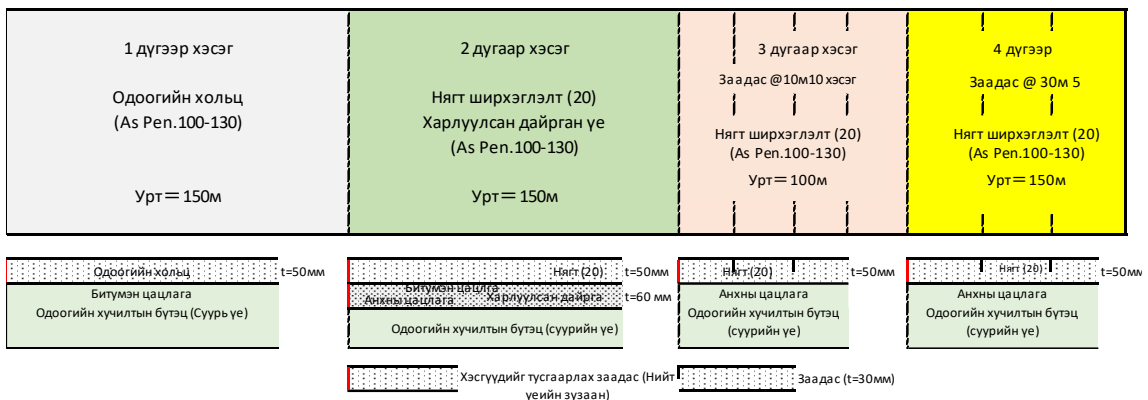 1 дүгээр хэсэг
Одоогийн хольц
(As Pen.100-130)
Урт＝150м
2 дугаар хэсэг
Нягт ширхэглэлт (20)
Харлуулсан дайрган үе
(As Pen.100-130)
Урт＝150м
3 дугаар хэсэг
Заадас @10м10 хэсэг
Нягт ширхэглэлт (20)
(As Pen.100-130)
Урт＝100м
4 дүгээр
Заадас @ 30м 5
Нягт ширхэглэлт (20)
(As Pen.100-130)
Урт＝150м
Одоогийн хольц
t=50мм
Битумэн цацлага
Одоогийн хучилтын бүтэц (Суурь үе)
Нягт (20)
t=50мм
Битумэн цацлга
Анхны цацлага
Харлуулсан дайрга
t=60 мм
Одоогийн хучилтын бүтэц (суурийн үе)
Нягт (20)
t=50мм
Анхны цацлага
Одоогийн хучилтын бүтэц
(суурийн үе)
Нягт (20)
t=50мм
Анхны цацлага
Одоогийн хучилтын бүтэц
(суурийн үе)
Хэсгүүдийг тусгаарлах заадас (Нийт
үеийн зузаан)
Заадас (t=30мм)